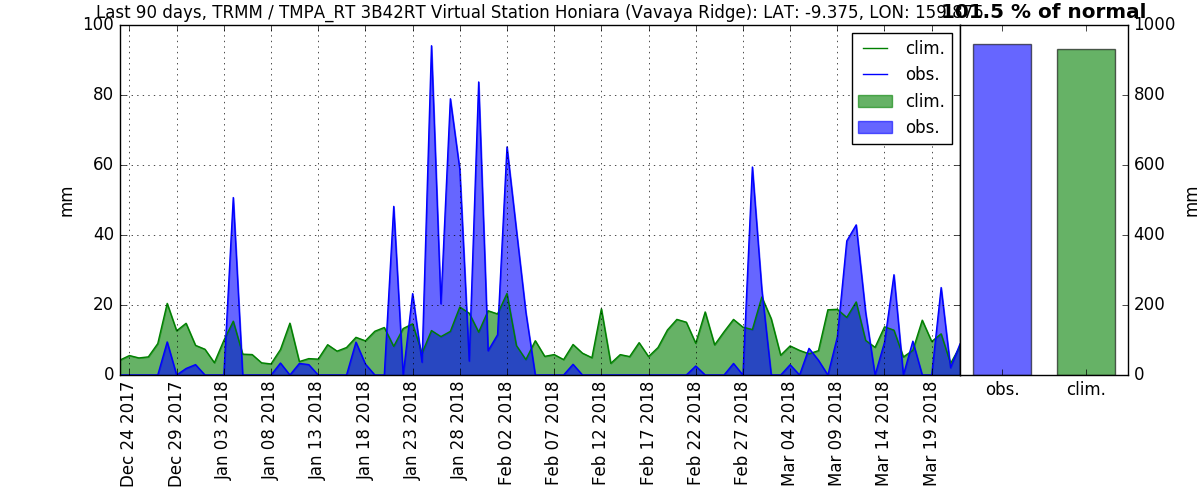 Last 90 days, TRMM / TMPA_RT 3B42RT Virtual Station Honiara (Vavaya Ridge): LAT: -9.375, LON:
101.5 % of normal
100
80
60
40
20
0
mm
clim.
obs.
clim.
obs.
1000
800
600
400
200
0
mm
obs. clim.
Dec 24 2017
Dec 29 2017
Jan 03 2018
Jan 08 2018
Jan 13 2018
Jan 18 2018
Jan 23 2018
Jan 28 2018
Feb 02 2018
Feb 07 2018
Feb 12 2018
Feb 17 2018
Feb 22 2018
Feb 27 2018
Mar 04 2018
Mar 09 2018
Mar 14 2018
Mar 19 2018